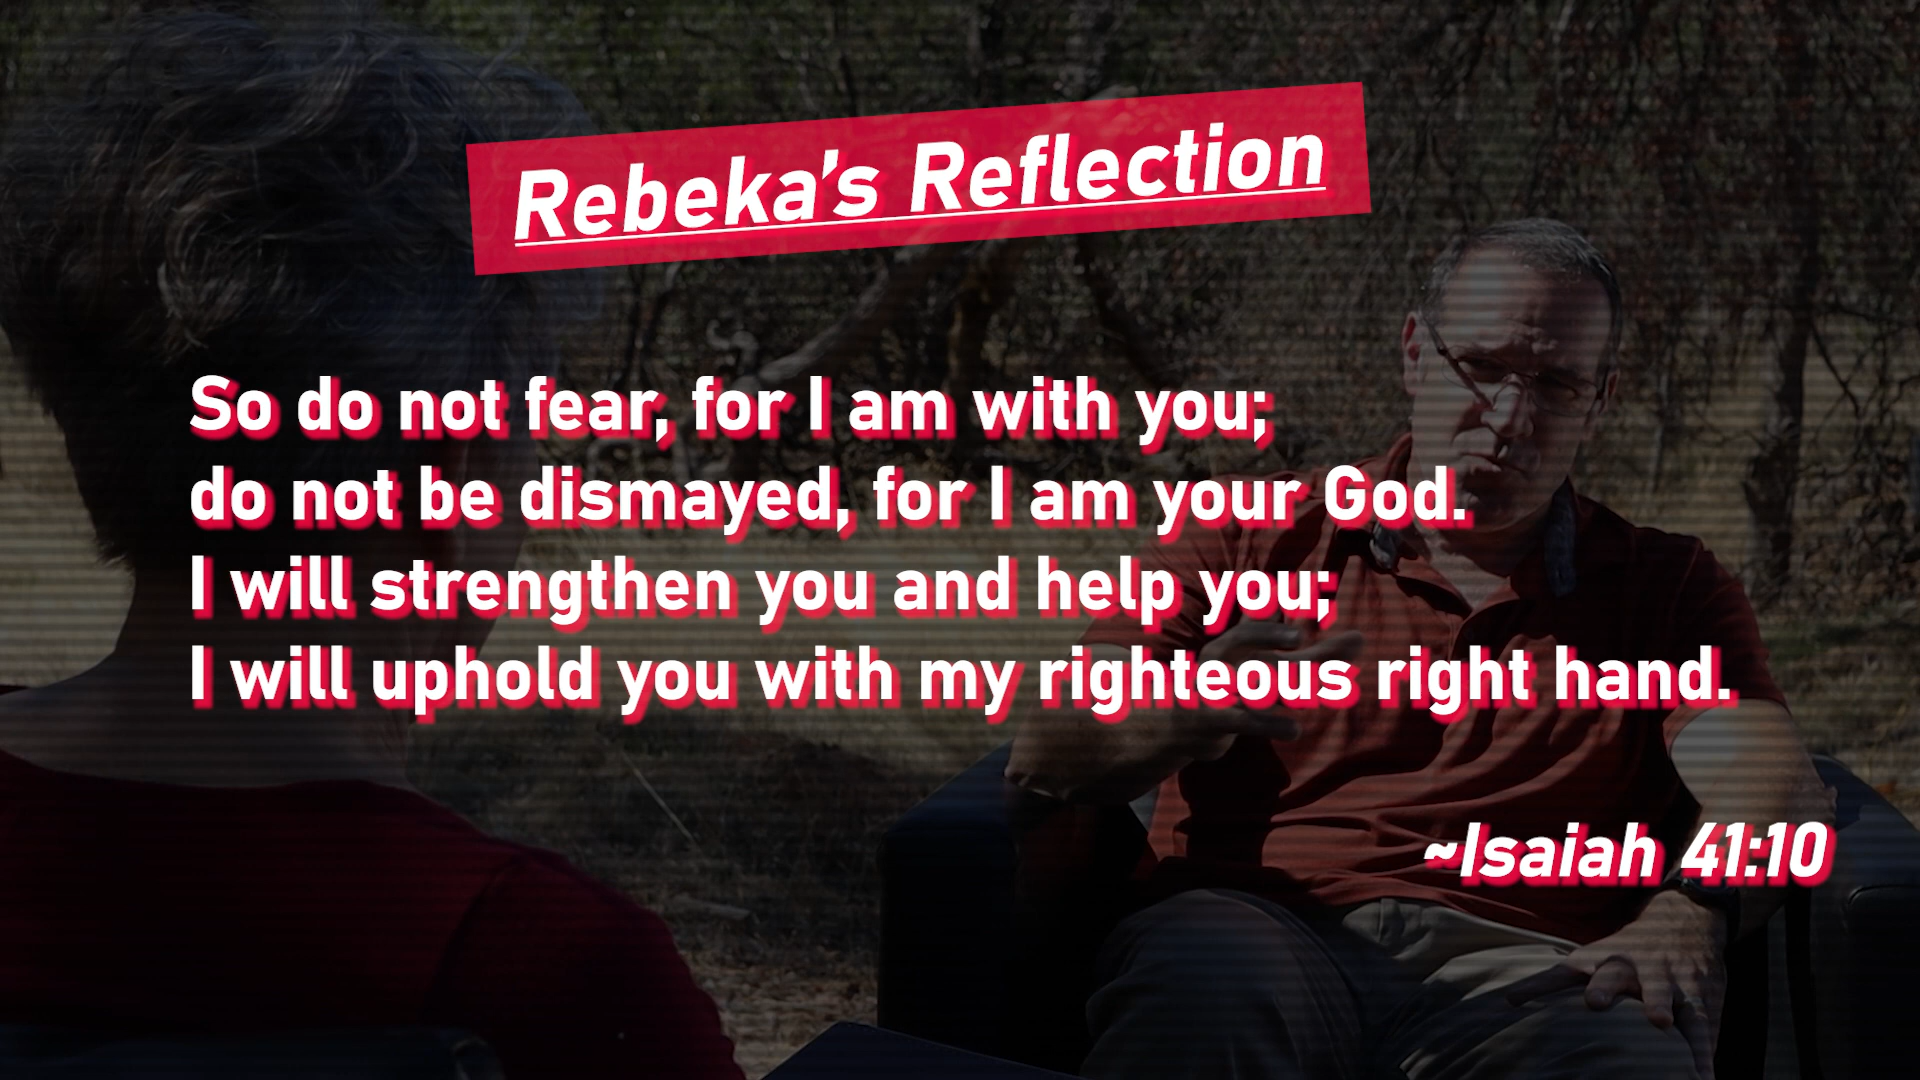 Rebeka's Reflection
So do not fear, for I am with you;
do not be dismayed, for I am your God.
I will strengthen you and help you;
I will uphold you with my righteous right hand.
~Isaiah 41:10